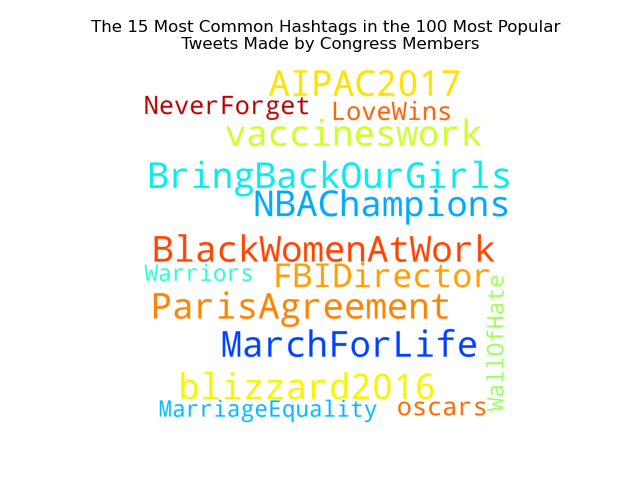 The 15 Most Common Hashtags in the 100 Most Popular
Tweets Made by Congress Members
AIPAC2017
NeverForget
LoveWins
vaccineswork
BringBackOurGirls
NBAChampions
BlackWomenAtWork
Warriors
FBIDirector
WallOfHate
ParisAgreement
MarchForLife
blizzard2016
MarriageEquality
oscars